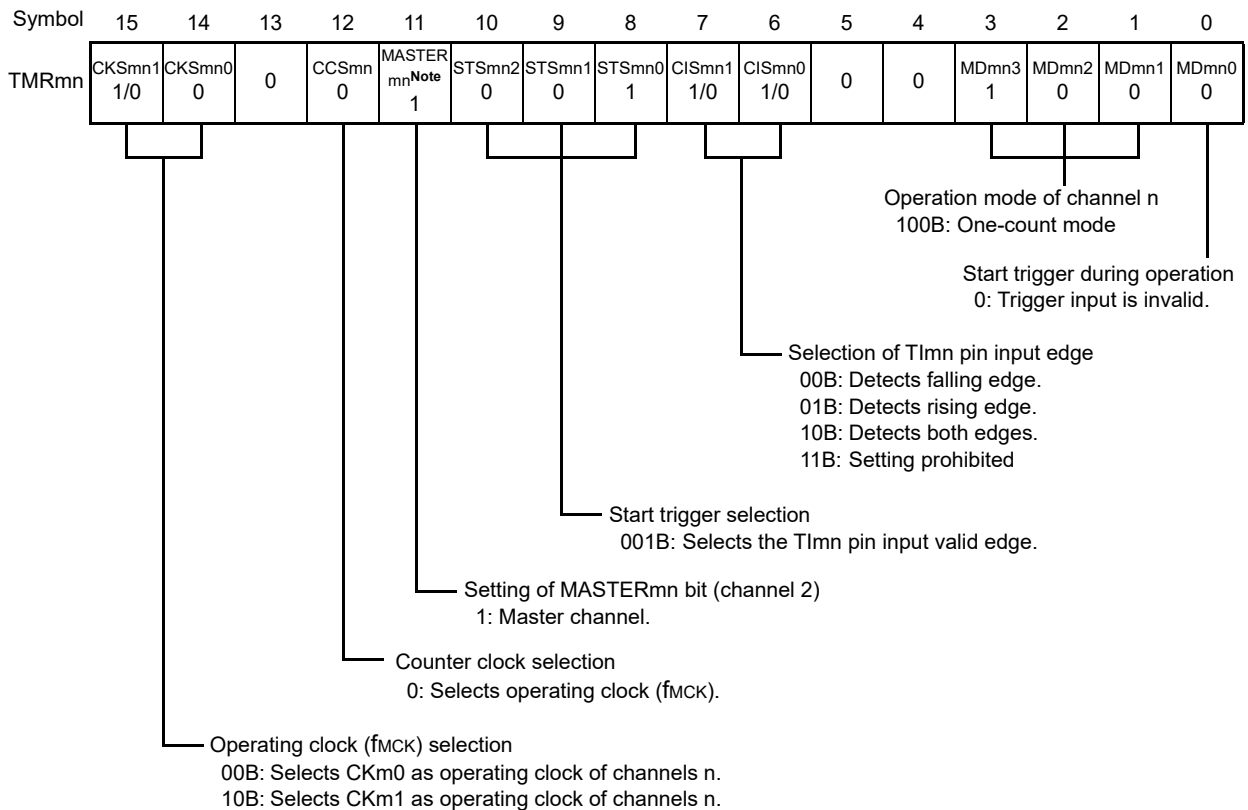 Symbol 15 14 13 12 11 10 9 8 7 6 5 4 3 2 1 0
TMRmn CKSmn1 1/0 CKSmn0 0 0 CCSmn 0 MASTER mnNote 1 STSmn2 0 STSmn1 0 STSmn0 1 CISmn1 1/0 CISmn0 1/0 0 0 MDmn3 1 MDmn2 0 MDmn1 0 MDmn0 0
Operation mode of channel n
100B: One-count mode
Start trigger during operation
0: Trigger input is invalid.
Selection of TImn pin input edge
00B: Detects falling edge.
01B: Detects rising edge.
10B: Detects both edges.
11B: Setting prohibited
Start trigger selection
001B: Selects the TImn pin input valid edge.
Setting of MASTERmn bit (channel 2)
1: Master channel.
Counter clock selection
0: Selects operating clock (fMCK).
Operating clock (fMCK) selection
00B: Selects CKm0 as operating clock of channels n.
10B: Selects CKm1 as operating clock of channels n.